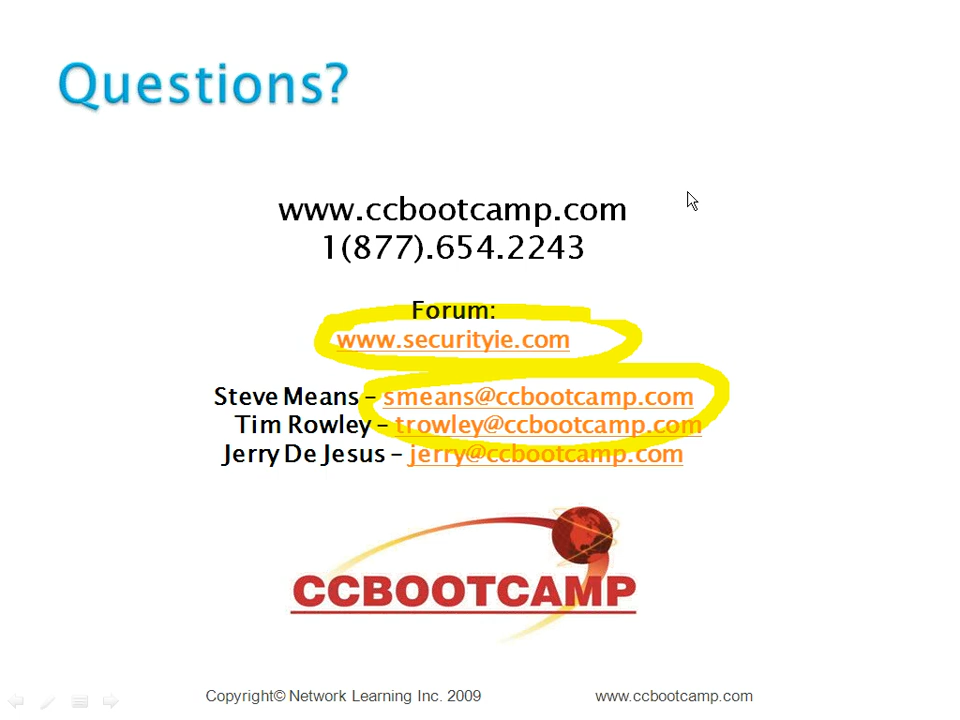 Questions?
www.ccbootcamp.com
1(877).654.2243
Forum:
www.securityie.com
Steve Means – smeans@ccbootcamp.com
Tim Rowley – trowley@ccbootcamp.com
Jerry De Jesus – jerry@ccbootcamp.com
CCBOOTCAMP
Copyright© Network Learning Inc. 2009 www.ccbootcamp.com